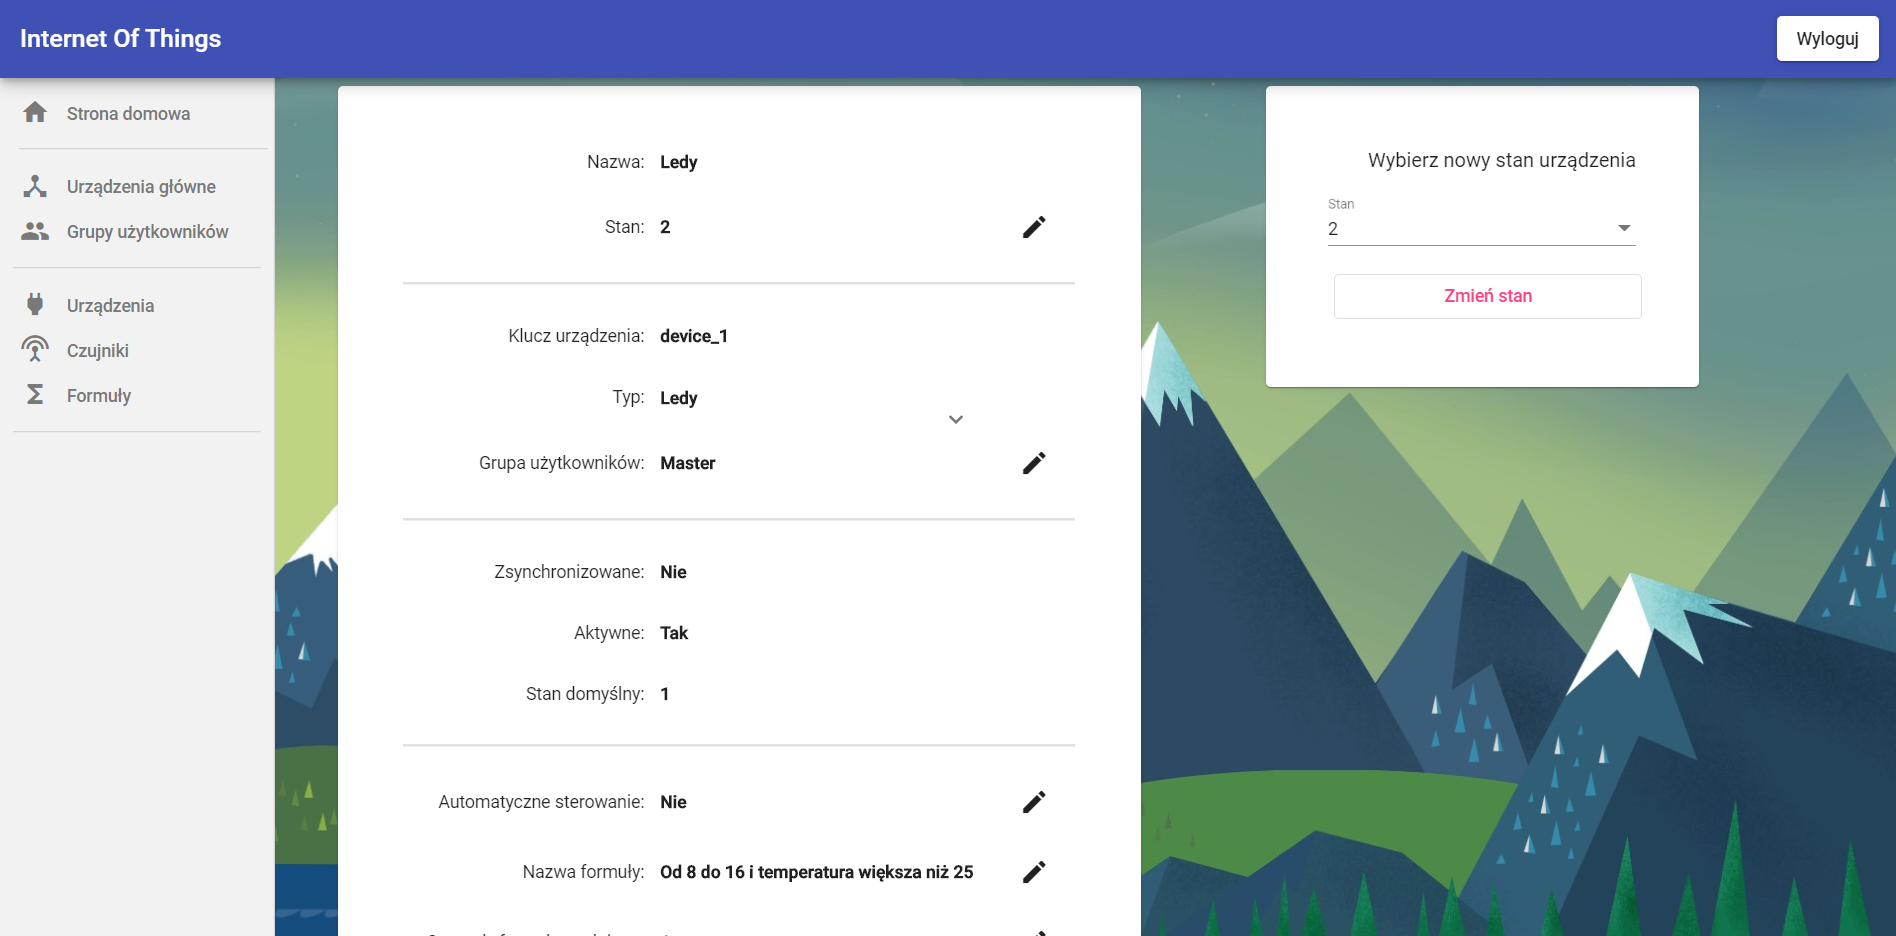 Internet Of Things
Wyloguj
Strona domowa
Urządzenia główne
Grupy użytkowników
Urządzenia
Czujniki
Formuły
Nazwa: Ledy
Stan: 2
Klucz urządzenia: device_1
Typ: Ledy
Grupa użytkowników: Master
Zsynchronizowane: Nie
Aktywne: Tak
Stan domyślny: 1
Automatyczne sterowanie: Nie
Nazwa formuły: Od 8 do 16 i temperatura większa niż 25
Wybierz nowy stan urządzenia
Stan
2
Zmień stan